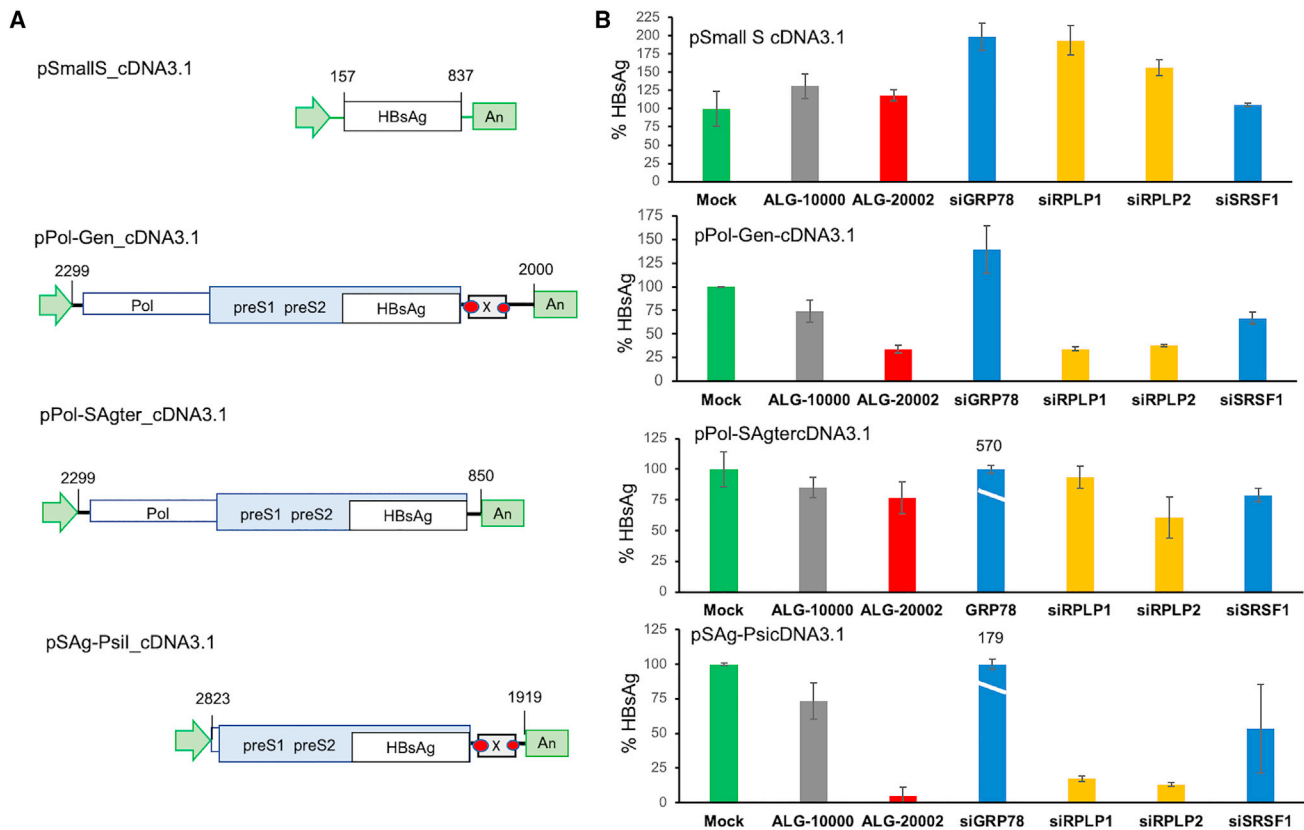 A
pSmallS_cDNA3.1
157 837
HBsAg An
pPol-Gen_cDNA3.1
2299 2000
Pol preS1 preS2 HBsAg X An
pPol-SAgter_cDNA3.1
2299 850
Pol preS1 preS2 HBsAg An
pSAg-Psil_cDNA3.1
2823 1919
preS1 preS2 HBsAg X An
B
pSmall S cDNA3.1
% HBsAg
225
200
175
150
125
100
75
50
25
0
Mock ALG-10000 ALG-20002 siGRP78 siRPLP1 siRPLP2 siSRSF1
pPol-Gen-cDNA3.1
% HBsAg
175
150
125
100
75
50
25
0
Mock ALG-10000 ALG-20002 siGRP78 siRPLP1 siRPLP2 siSRSF1
pPol-SAgtercDNA3.1
% HBsAg
570
125
100
75
50
25
0
Mock ALG-10000 ALG-20002 GRP78 siRPLP1 siRPLP2 siSRSF1
pSAg-PsicDNA3.1
% HBsAg
179
125
100
75
50
25
0
Mock ALG-10000 ALG-20002 siGRP78 siRPLP1 siRPLP2 siSRSF1